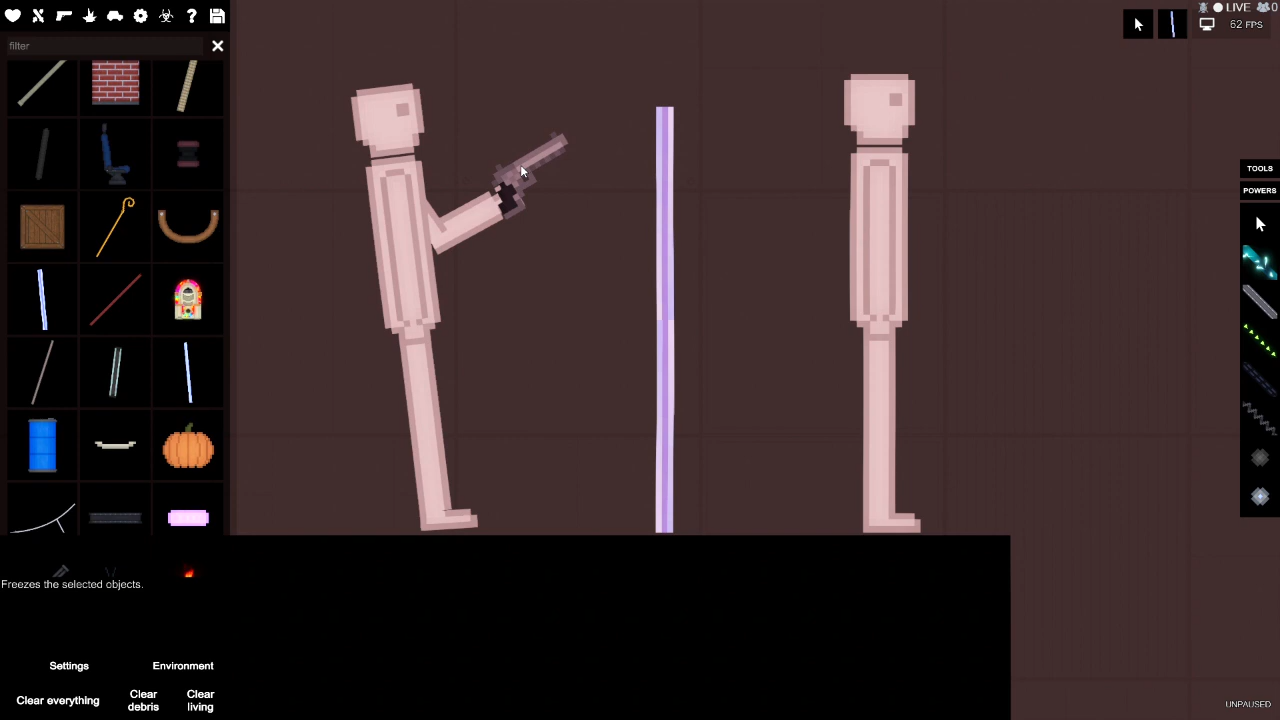 LIVE 0
62 FPS
filter
TOOLS
POWERS
Freezes the selected objects.
Settings
Environment
Clear everything
Clear
debris
Clear
living
UNPAUSED